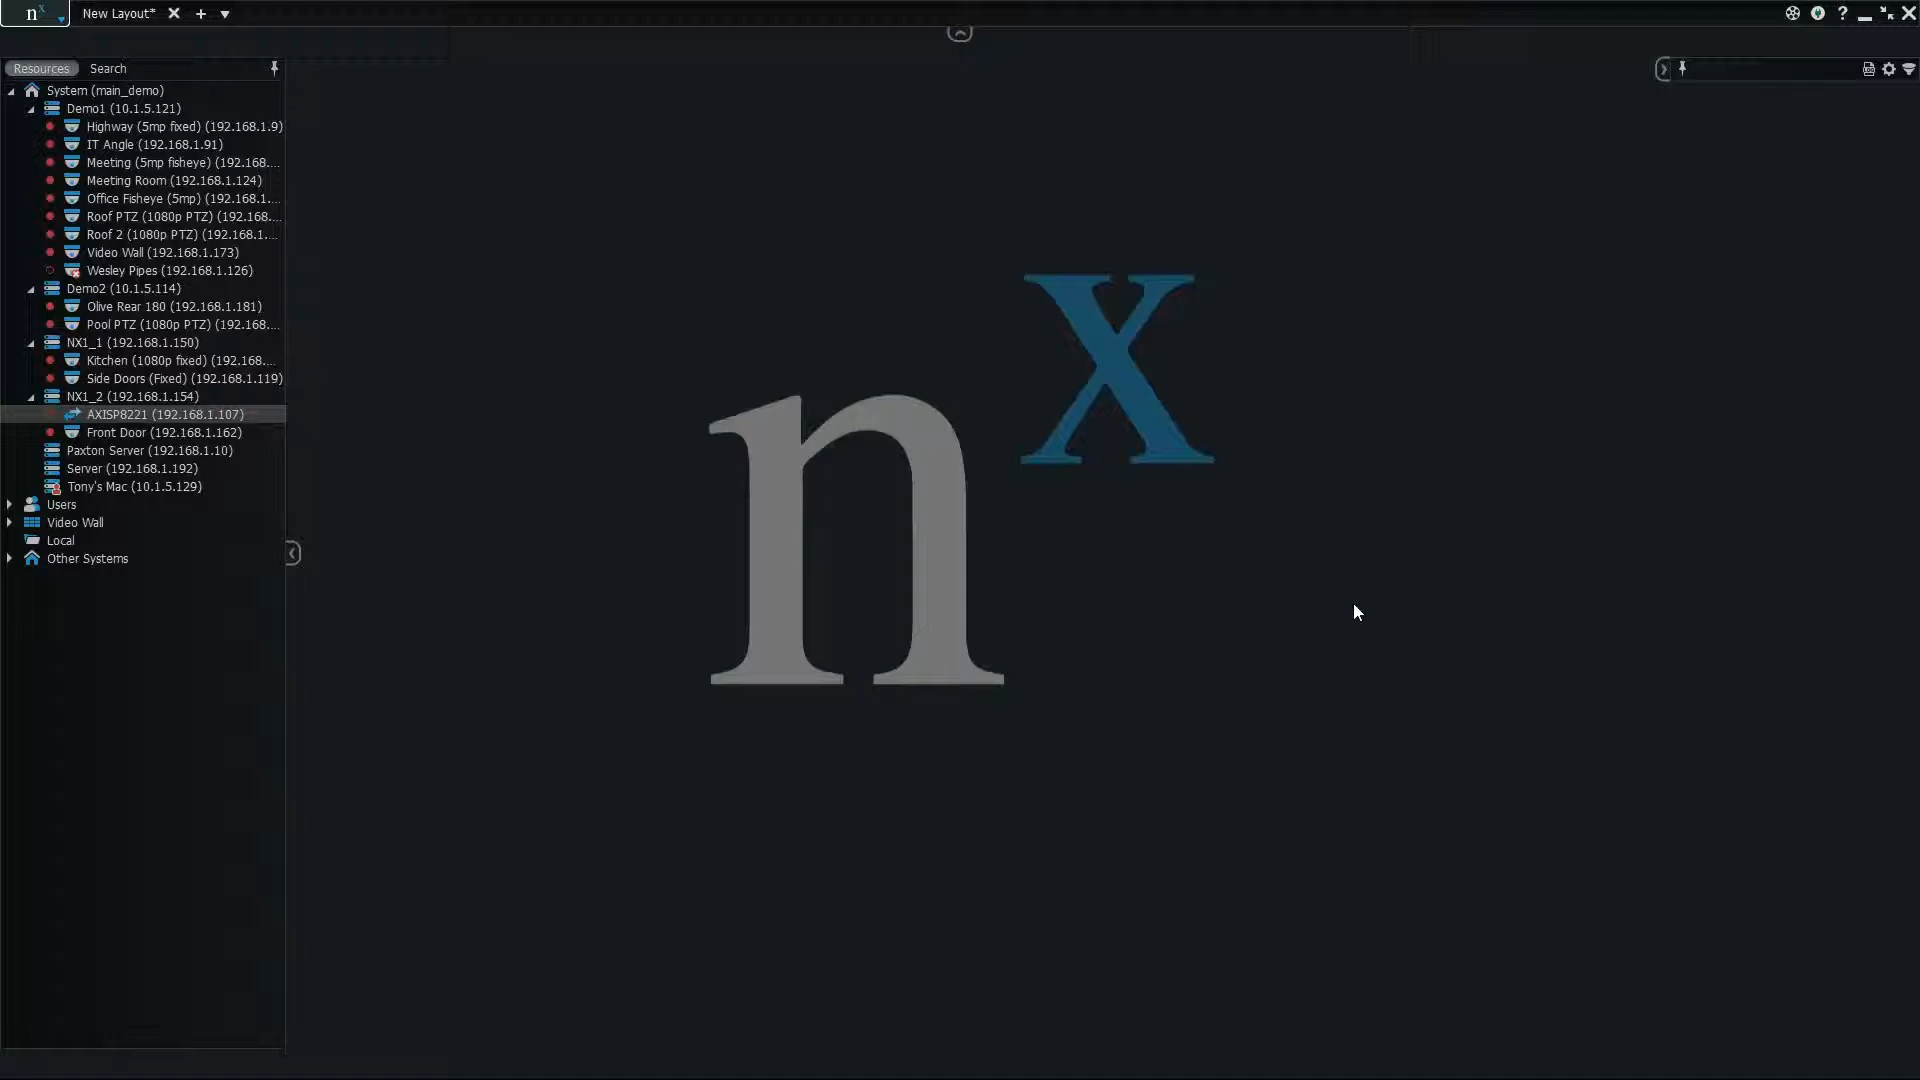 nx New Layout*
?
Resources Search
System (main_demo)
Demo1 (10.1.5.121)
Highway (5mp fixed) (192.168.1.9)
IT Angle (192.168.1.91)
Meeting (5mp fisheye) (192.168....
Meeting Room (192.168.1.124)
Office Fisheye (5mp) (192.168.1....
Roof PTZ (1080p PTZ) (192.168....
Roof 2 (1080p PTZ) (192.168.1....
Video Wall (192.168.1.173)
Wesley Pipes (192.168.1.126)
Demo2 (10.1.5.114)
Olive Rear 180 (192.168.1.181)
Pool PTZ (1080p PTZ) (192.168....
NX1_1 (192.168.1.150)
Kitchen (1080p fixed) (192.168....
Side Doors (Fixed) (192.168.1.119)
NX1_2 (192.168.1.154)
AXISP8221 (192.168.1.107)
Front Door (192.168.1.162)
Paxton Server (192.168.1.10)
Server (192.168.1.192)
Tony's Mac (10.1.5.129)
Users
Video Wall
Local
Other Systems
nx